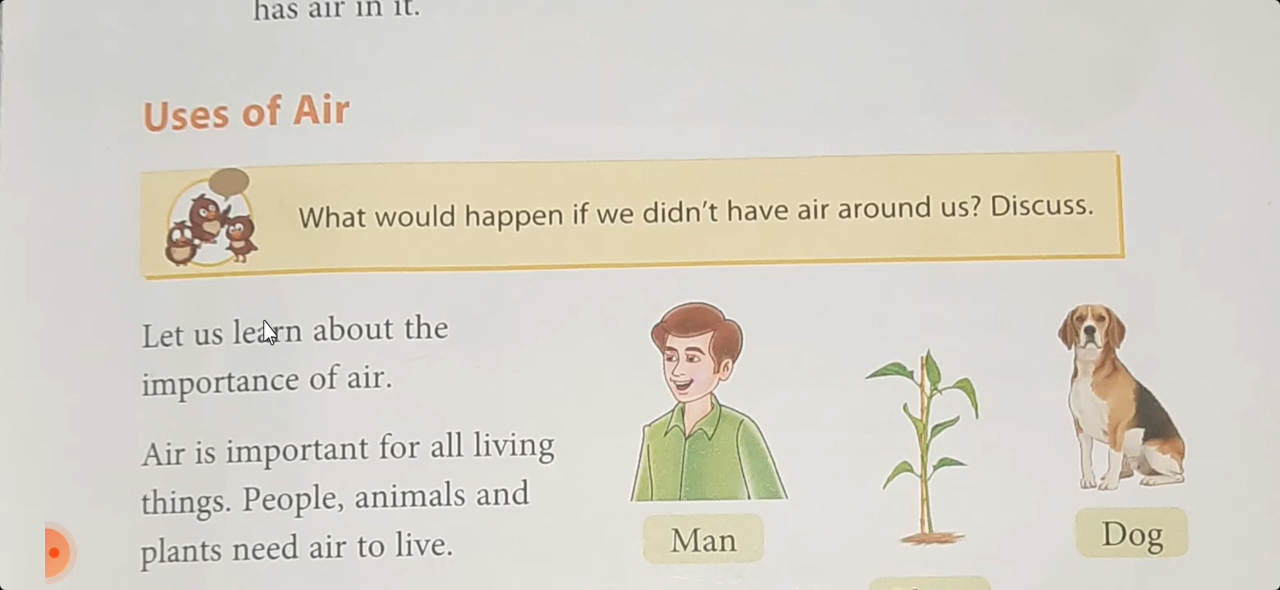 has air in it.
Uses of Air
What would happen if we didn't have air around us? Discuss.
Let us learn about the
importance of air.
Air is important for all living
things. People, animals and
plants need air to live.
Man
Dog